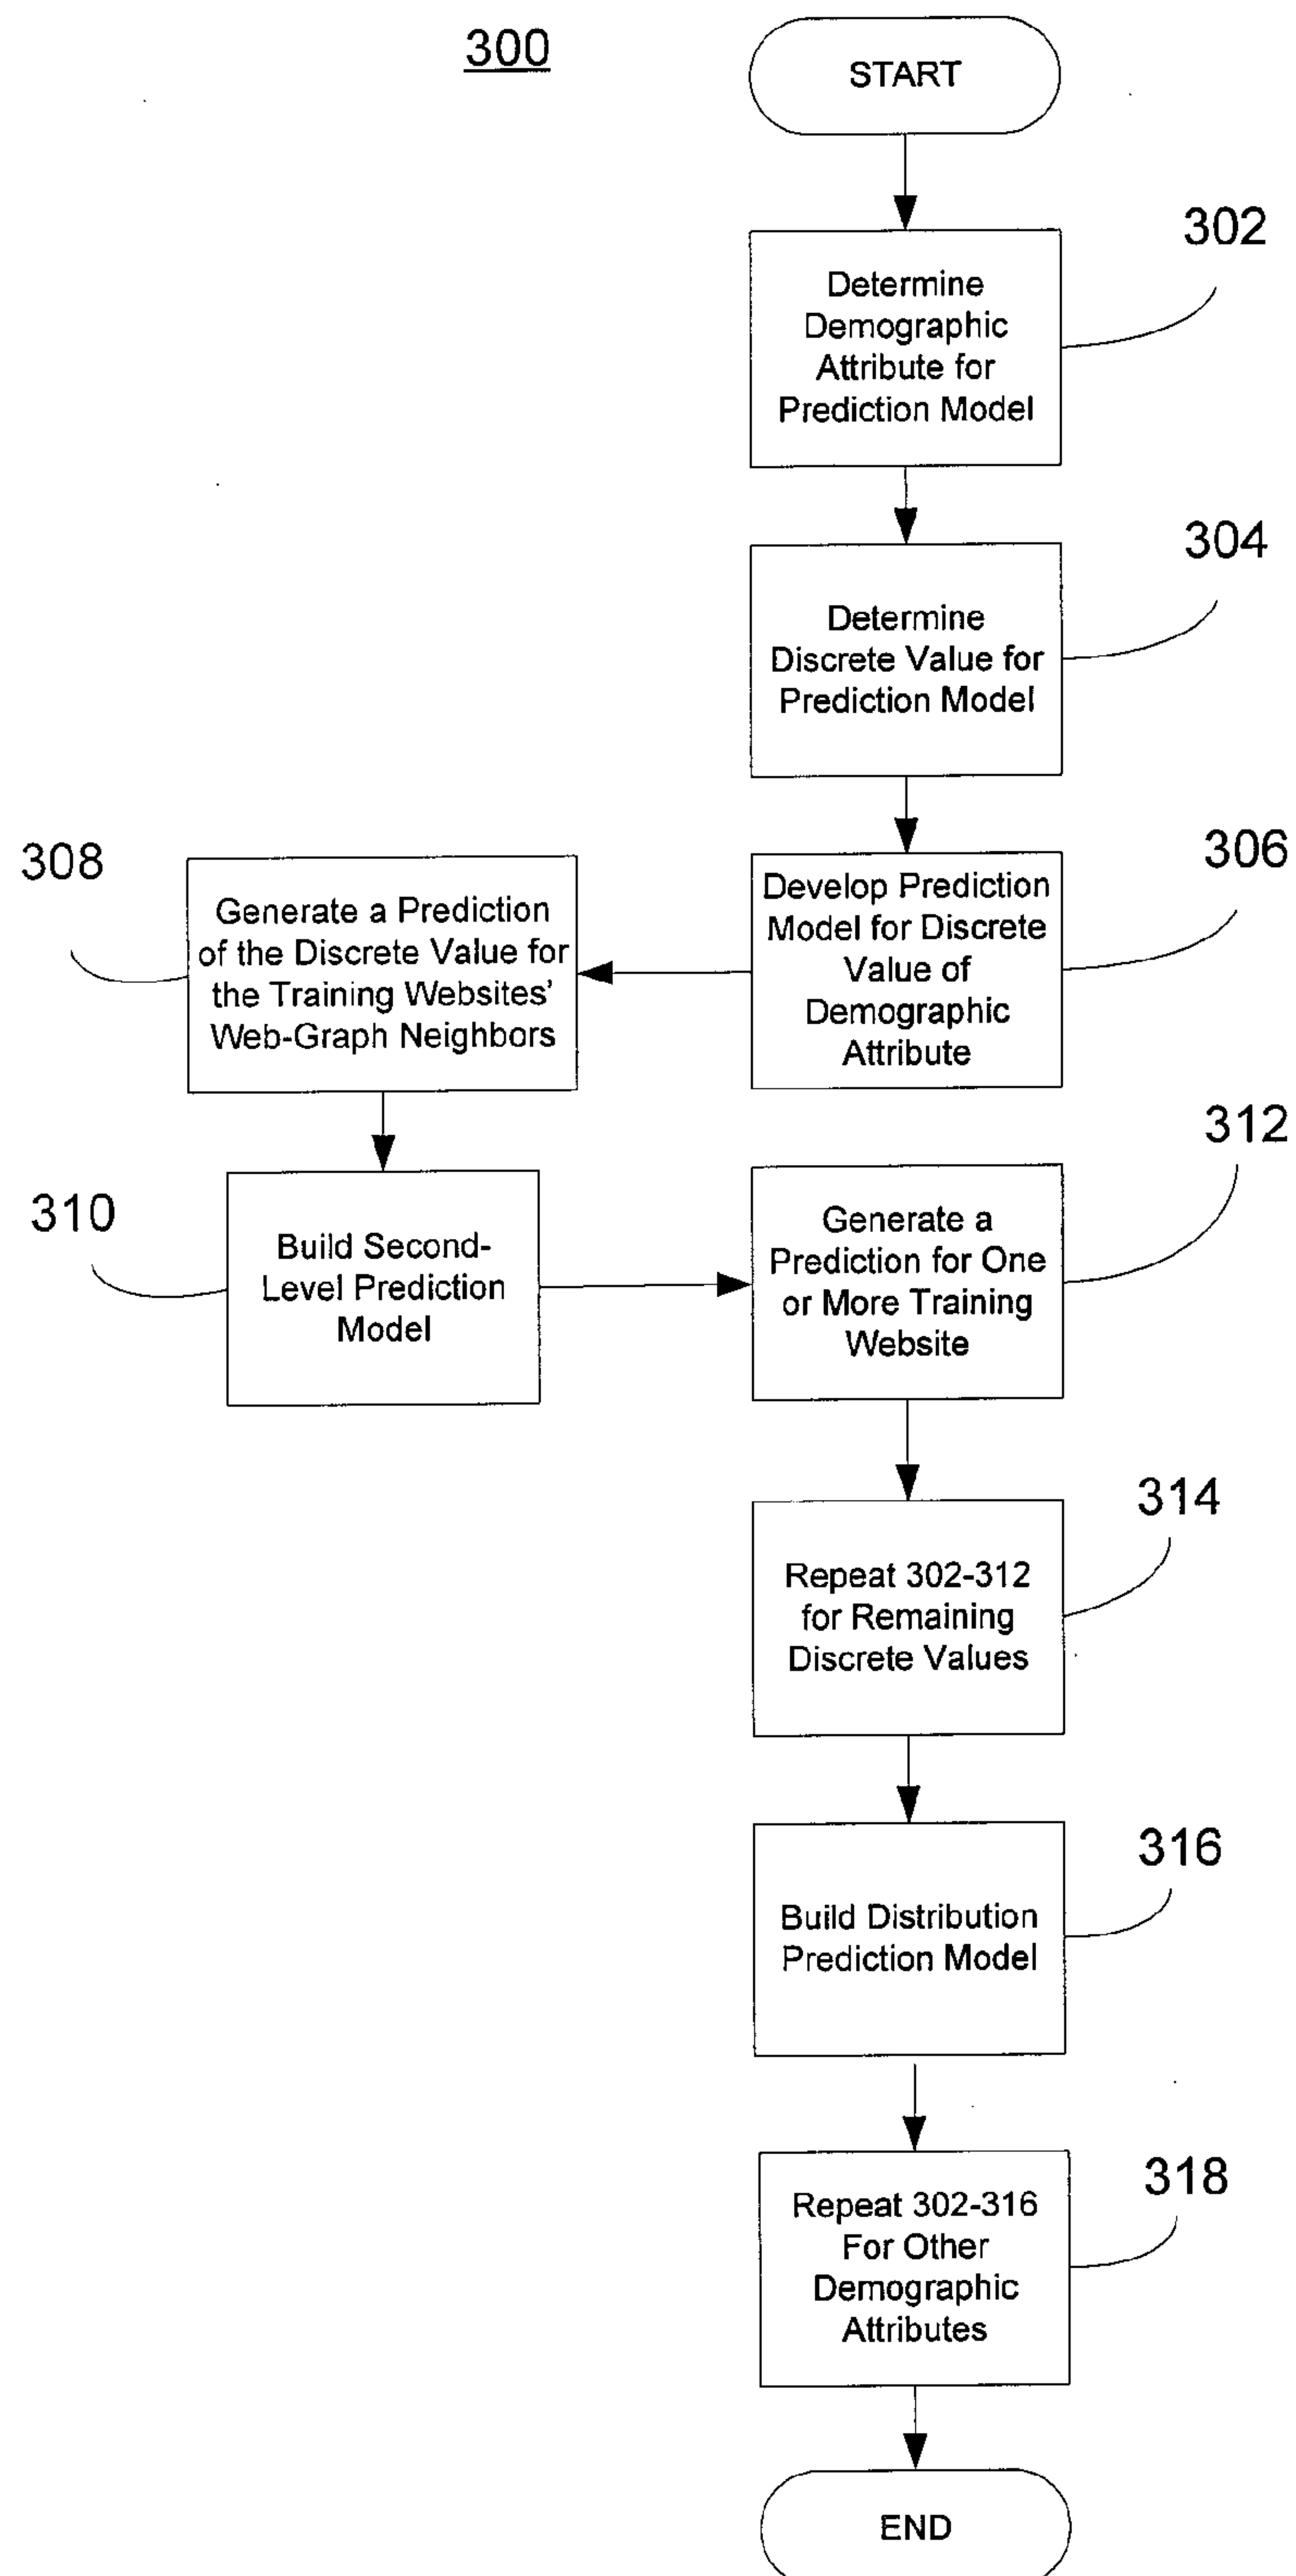 300
START
302
Determine
Demographic
Attribute for
Prediction Model
304
Determine
Discrete Value for
Prediction Model
306
Develop Prediction
Model for Discrete
Value of
Demographic
Attribute
308
Generate a Prediction
of the Discrete Value for
the Training Websites'
Web-Graph Neighbors
310
Build Second-
Level Prediction
Model
312
Generate a
Prediction for One
or More Training
Website
314
Repeat 302-312
for Remaining
Discrete Values
316
Build Distribution
Prediction Model
318
Repeat 302-316
For Other
Demographic
Attributes
END